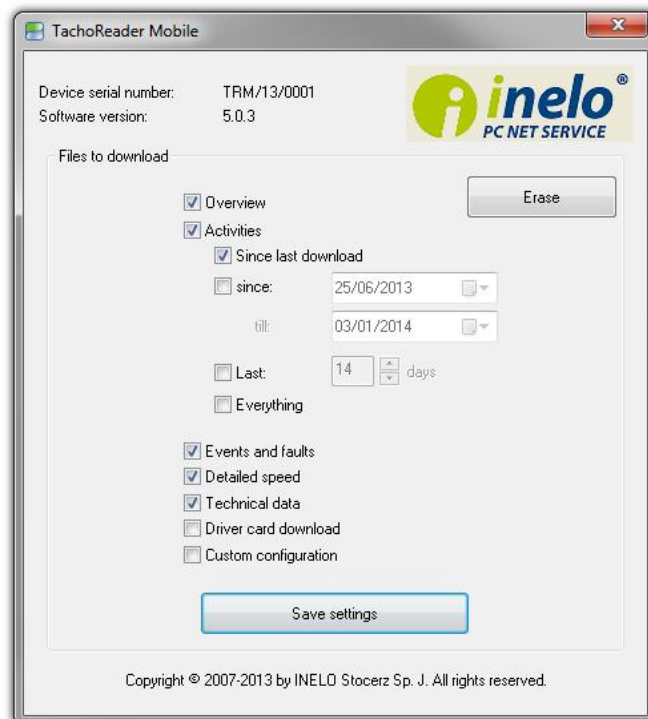 TachoReader Mobile
Device serial number: TRM/13/0001
Software version: 5.0.3
inelo®
PC NET SERVICE
Files to download
Erase
Overview
Activities
Since last download
since: 25/06/2013
till: 03/01/2014
Last: 14 days
Everything
Events and faults
Detailed speed
Technical data
Driver card download
Custom configuration
Save settings
Copyright © 2007-2013 by INELO Stocerz Sp. J. All rights reserved.